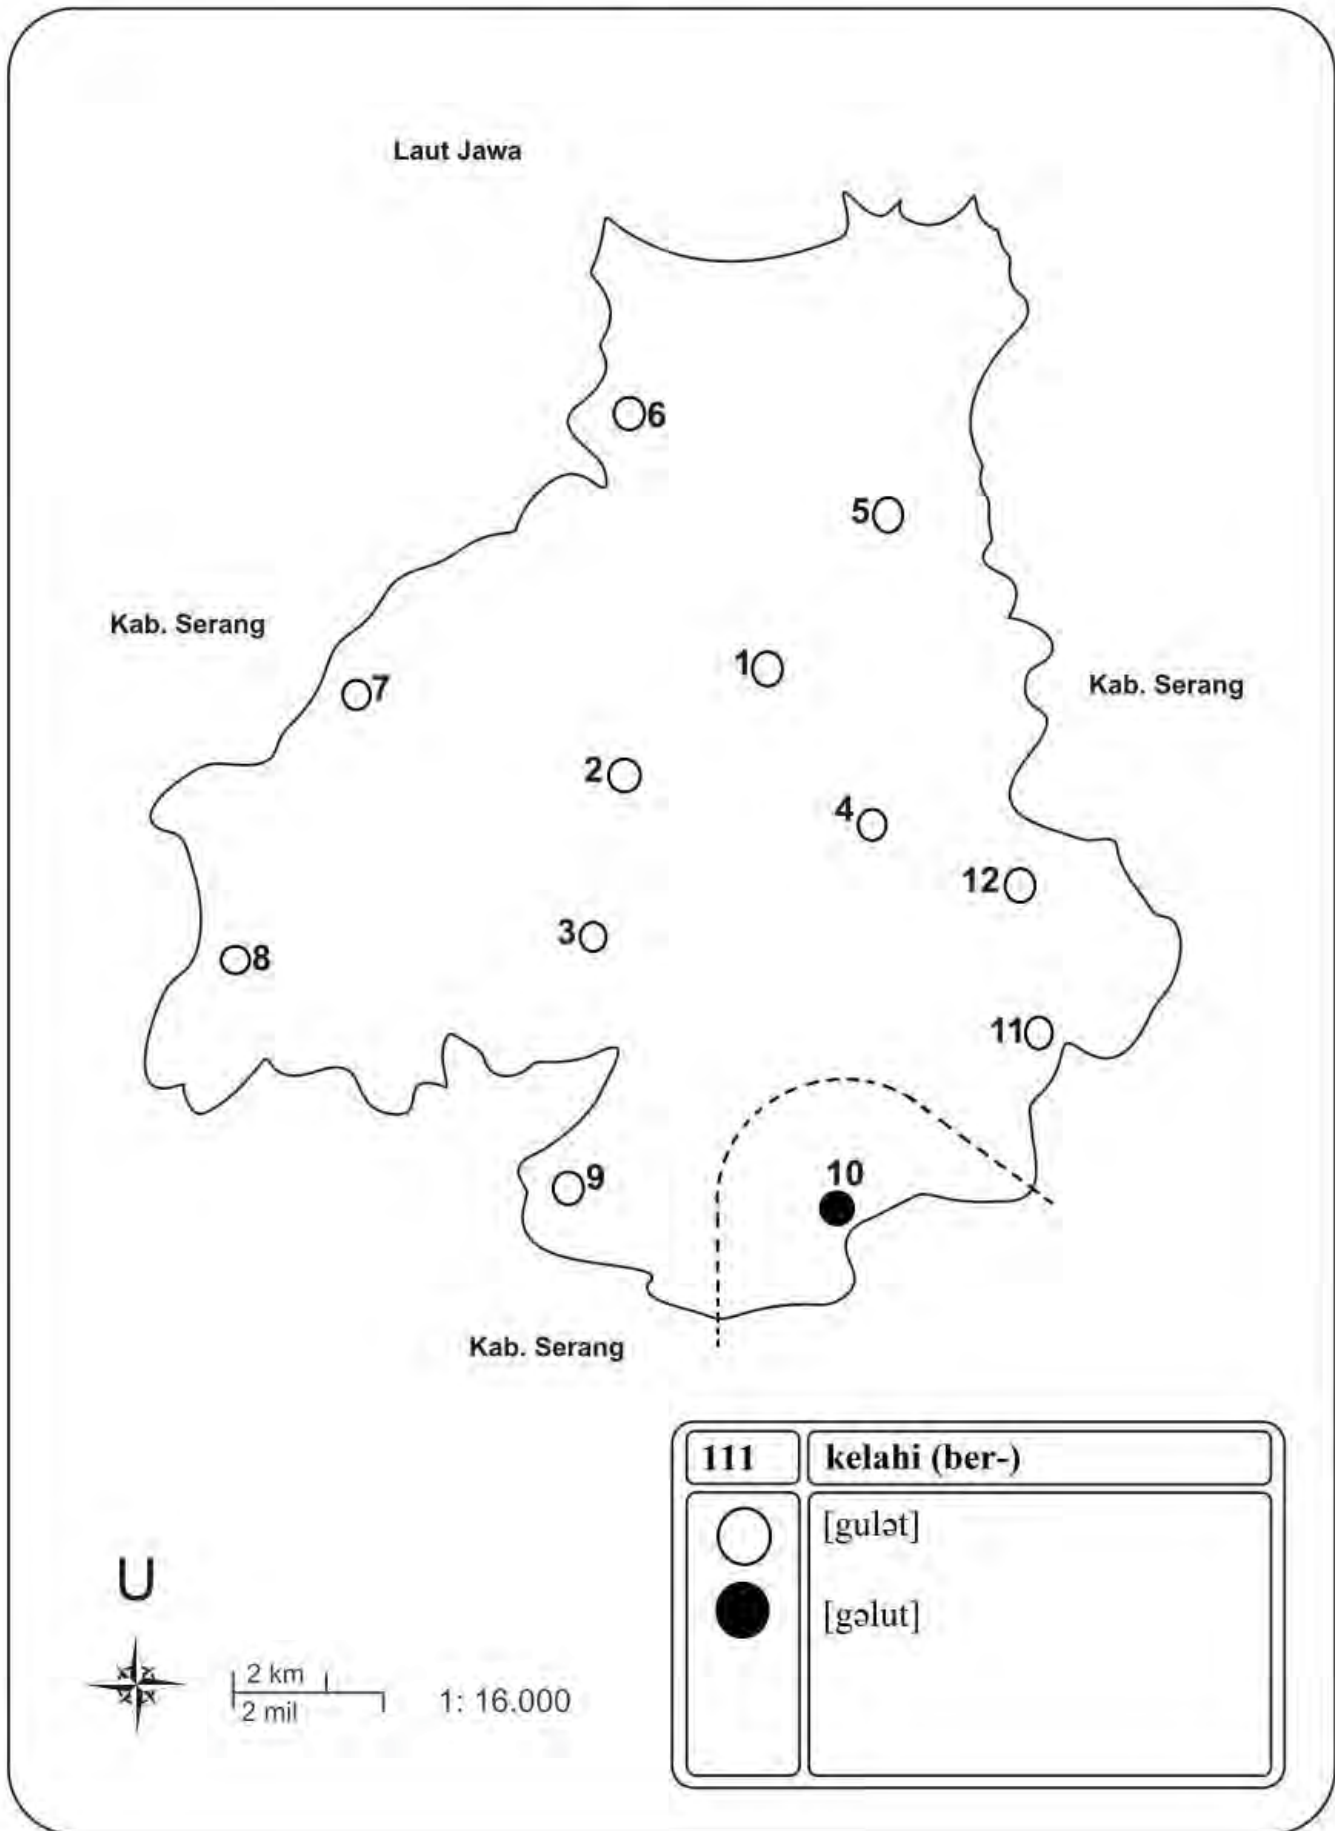 Laut Jawa
6
5
Kab. Serang
1
Kab. Serang
7
2
4
12
3
8
11
10
9
Kab. Serang
111 kelahi (ber-)
[gulət]
[gəlut]
U
2 km
2 mil
1: 16.000